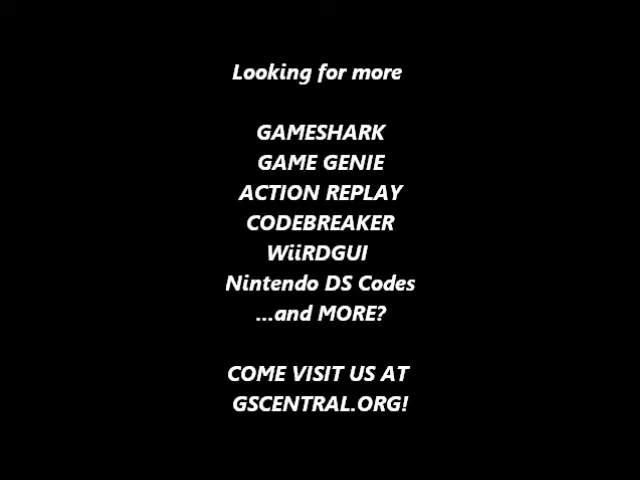 Looking for more
GAMESHARK
GAME GENIE
ACTION REPLAY
CODEBREAKER
WiiRDGUI
Nintendo DS Codes
...and MORE?
COME VISIT US AT
GSCENTRAL.ORG!